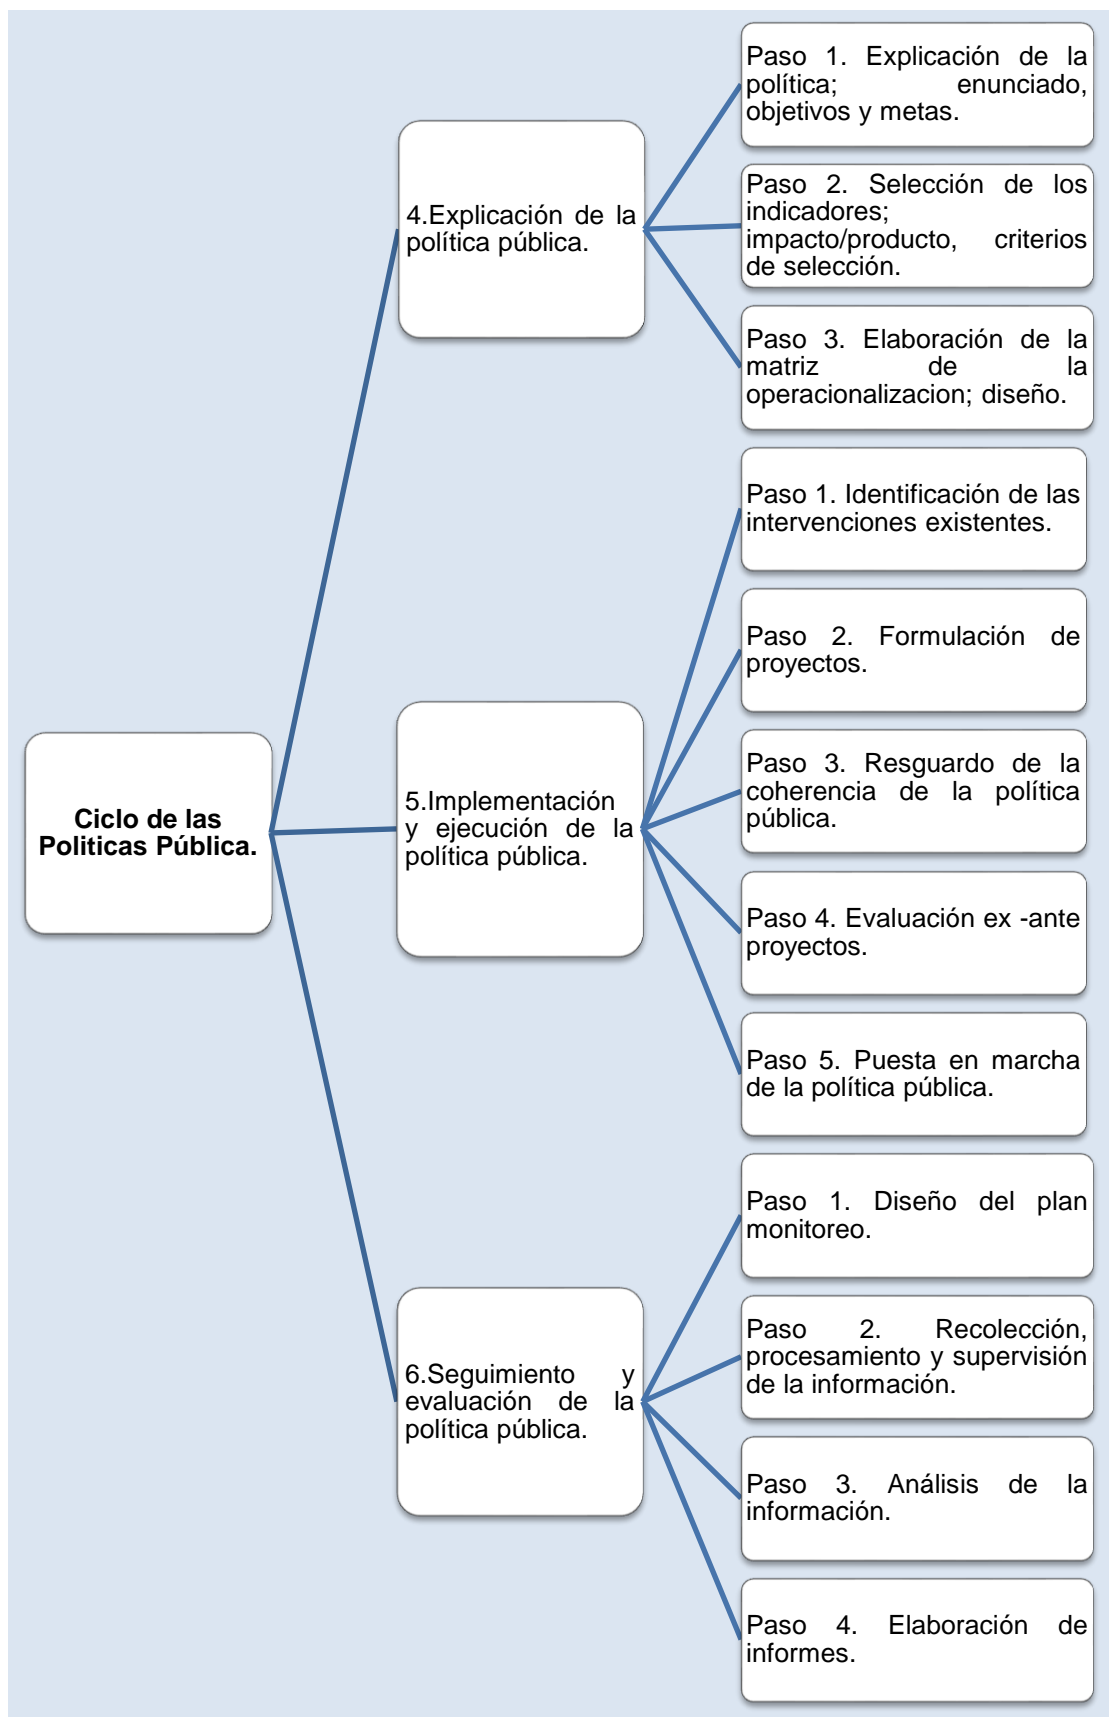 Paso 1. Explicación de la
política; enunciado,
objetivos y metas.
4.Explicación de la
política pública.
Paso 2. Selección de los
indicadores;
impacto/producto, criterios
de selección.
Paso 3. Elaboración de la
matriz de la
operacionalizacion; diseño.
Ciclo de las
Politicas Pública.
5.Implementación
y ejecución de la
política pública.
Paso 1. Identificación de las
intervenciones existentes.
Paso 2. Formulación de
proyectos.
Paso 3. Resguardo de la
coherencia de la política
pública.
Paso 4. Evaluación ex -ante
proyectos.
Paso 5. Puesta en marcha
de la política pública.
6.Seguimiento y
evaluación de la
política pública.
Paso 1. Diseño del plan
monitoreo.
Paso 2. Recolección,
procesamiento y supervisión
de la información.
Paso 3. Análisis de la
información.
Paso 4. Elaboración de
informes.